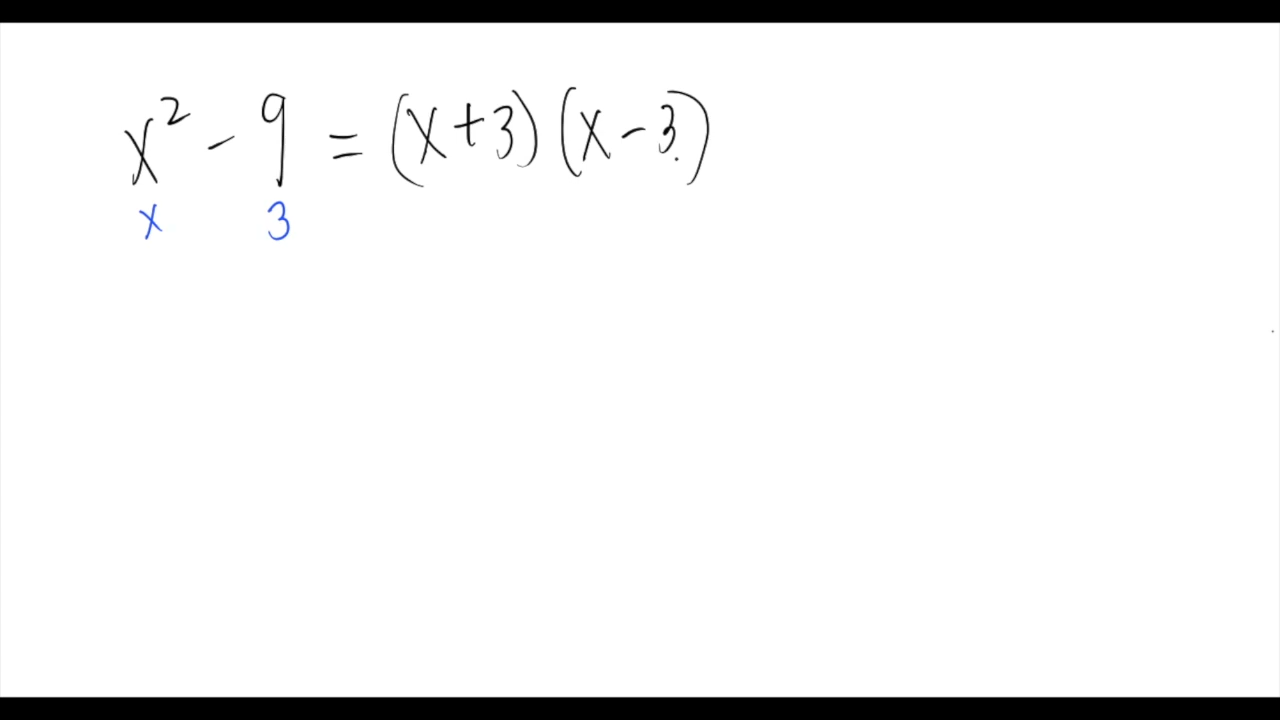 x² - 9 = (x+3)(x-3)
x 3